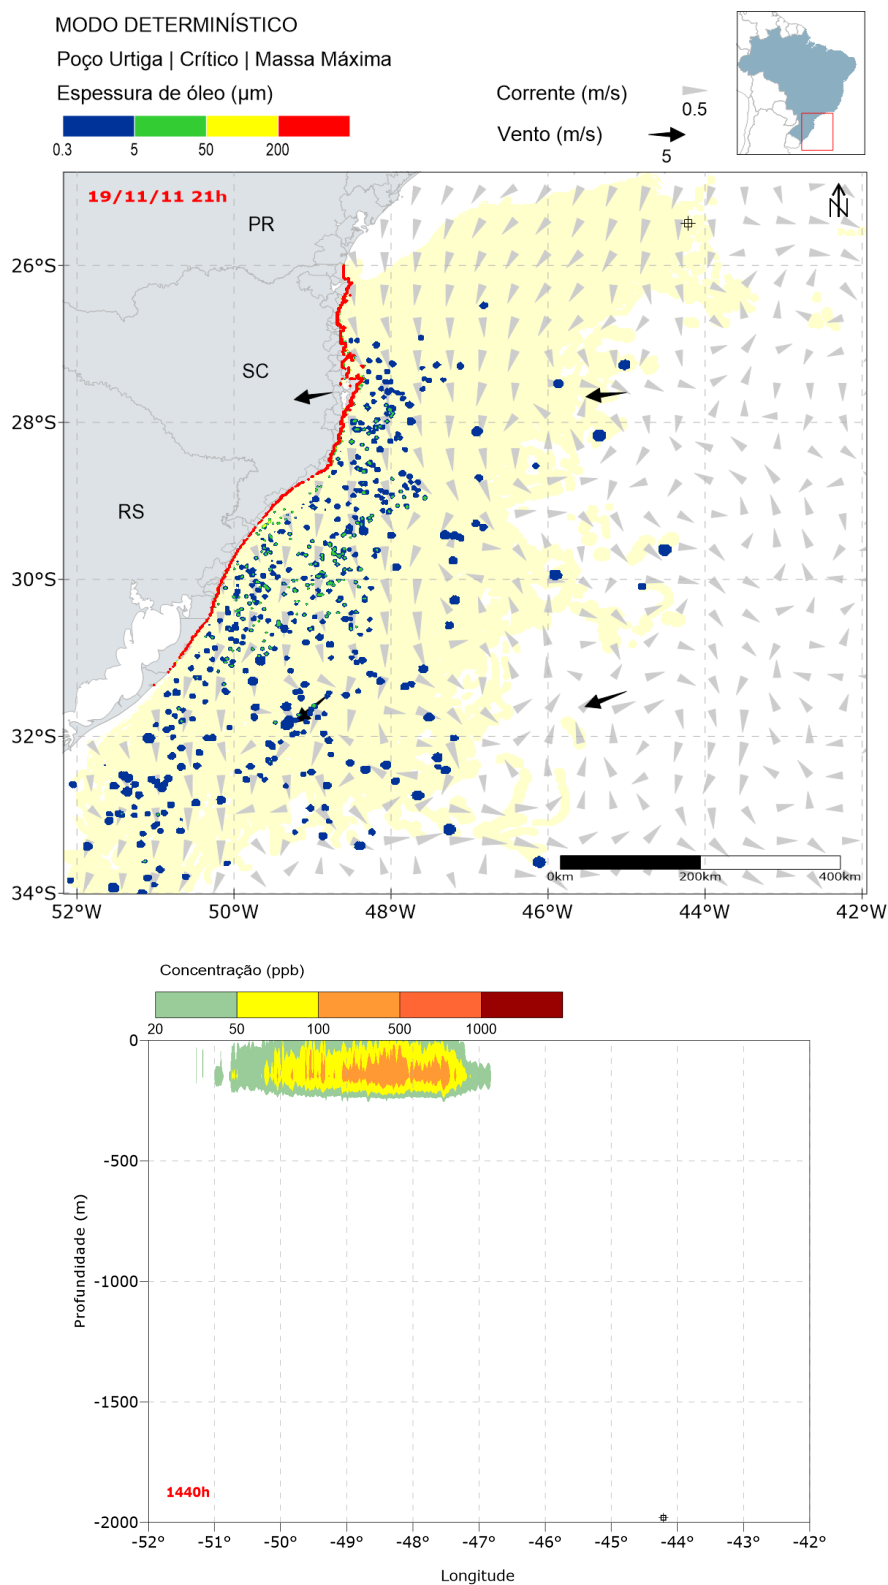 MODO DETERMINÍSTICO
Poço Urtiga | Crítico | Massa Máxima
Espessura de óleo (μm)
0.3 5 50 200
Corrente (m/s)
0.5
Vento (m/s)
5
19/11/11 21h
N
PR
SC
RS
26°S
28°S
30°S
32°S
34°S
0km 200km 400km
52°W 50°W 48°W 46°W 44°W 42°W
Concentração (ppb)
20 50 100 500 1000
0
-500
-1000
-1500
-2000
Profundidade (m)
1440h
-52° -51° -50° -49° -48° -47° -46° -45° -44° -43° -42°
Longitude